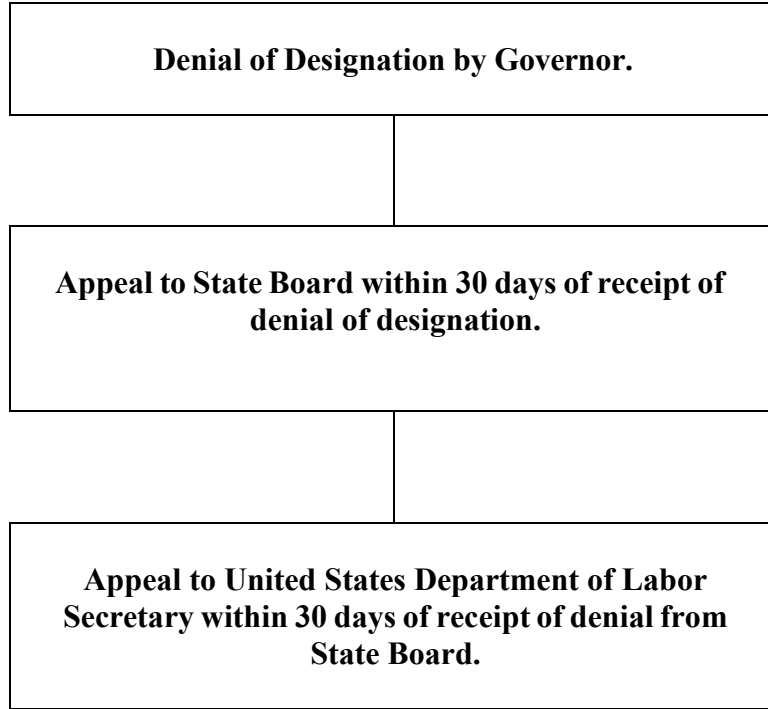 Denial of Designation by Governor.
Appeal to State Board within 30 days of receipt of
denial of designation.
Appeal to United States Department of Labor
Secretary within 30 days of receipt of denial from
State Board.